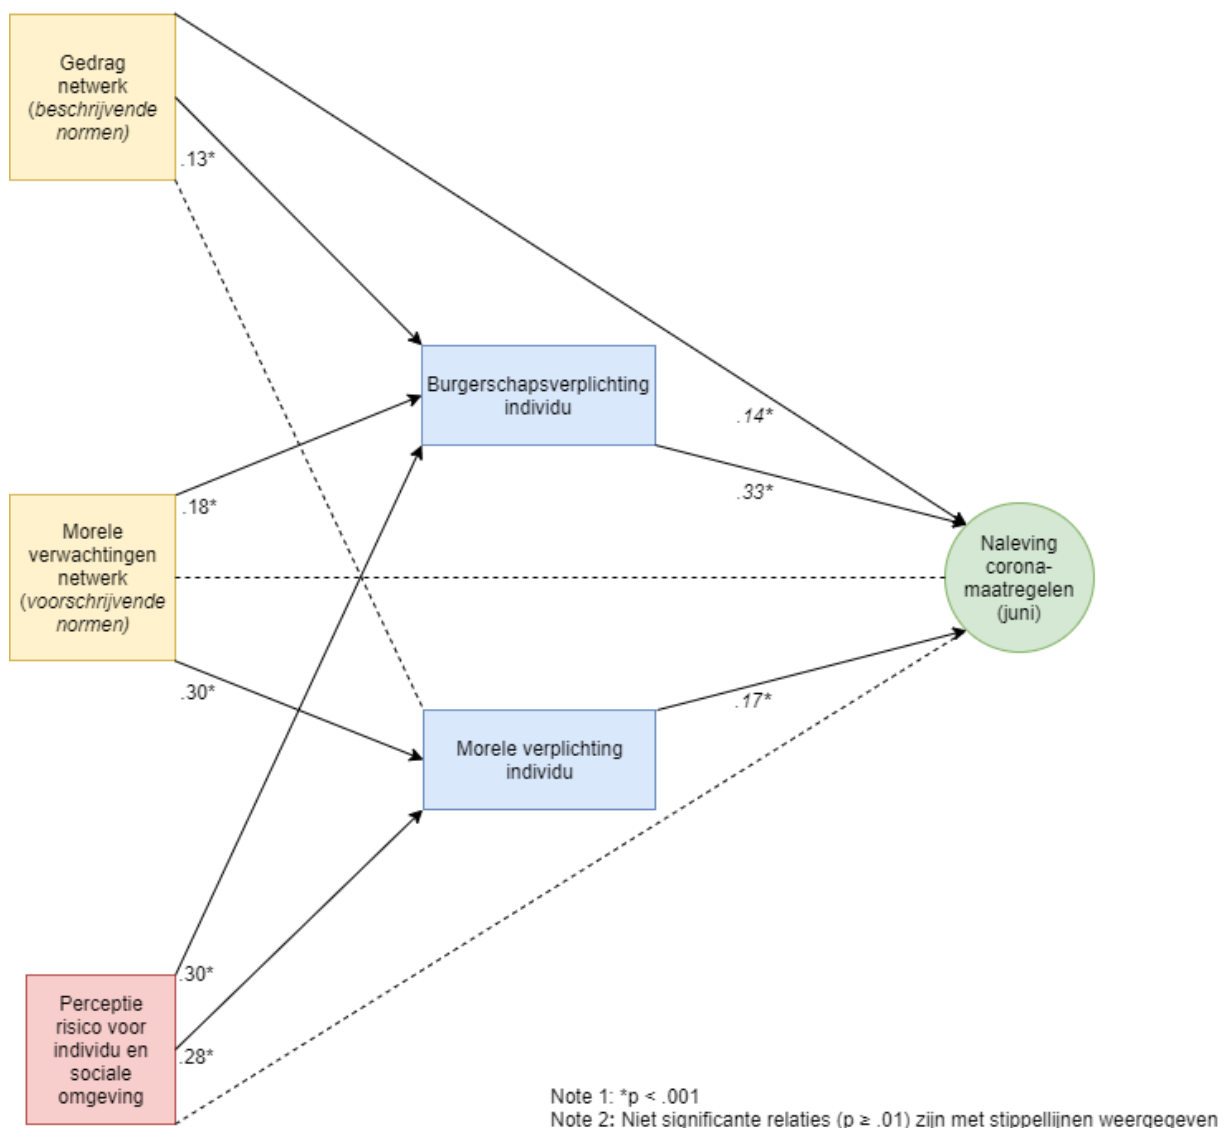 Gedrag
netwerk
(beschrijvende
normen)
.13*
Burgerschapsverplichting
individu
.14*
.33*
.18*
Morele
verwachtingen
netwerk
(voorschrijvende
normen)
Naleving
corona-
maatregelen
(juni)
.30*
.17*
Morele verplichting
individu
.30*
Perceptie
risico voor
individu en
sociale
omgeving
.28*
Note 1: *p < .001
Note 2: Niet significante relaties (p ≥ .01) zijn met stippellijnen weergegeven